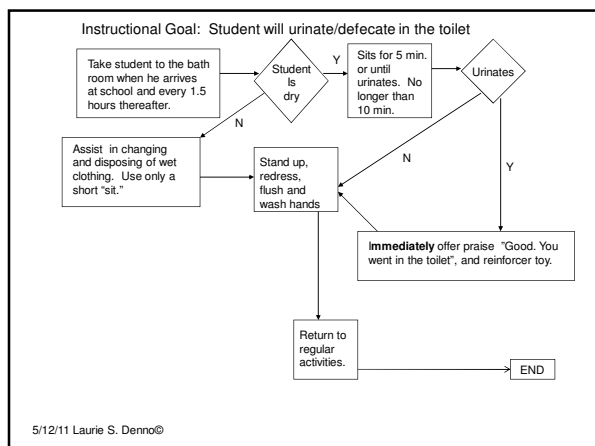 Instructional Goal:  Student will urinate/defecate in the toilet
Take student to the bath
room when he arrives
at school and every 1.5
hours thereafter.
Student
Is
dry
Y
Sits for 5 min.
or until
urinates.  No
longer than
10 min.
Urinates
N
Assist  in changing
and disposing of wet
clothing.  Use only a
short “sit.”
Stand up,
redress,
flush and
wash hands
N
Y
Immediately offer praise  ”Good. You
went in the toilet”, and reinforcer toy.
Return to
regular
activities.
END
5/12/11 Laurie S. Denno©